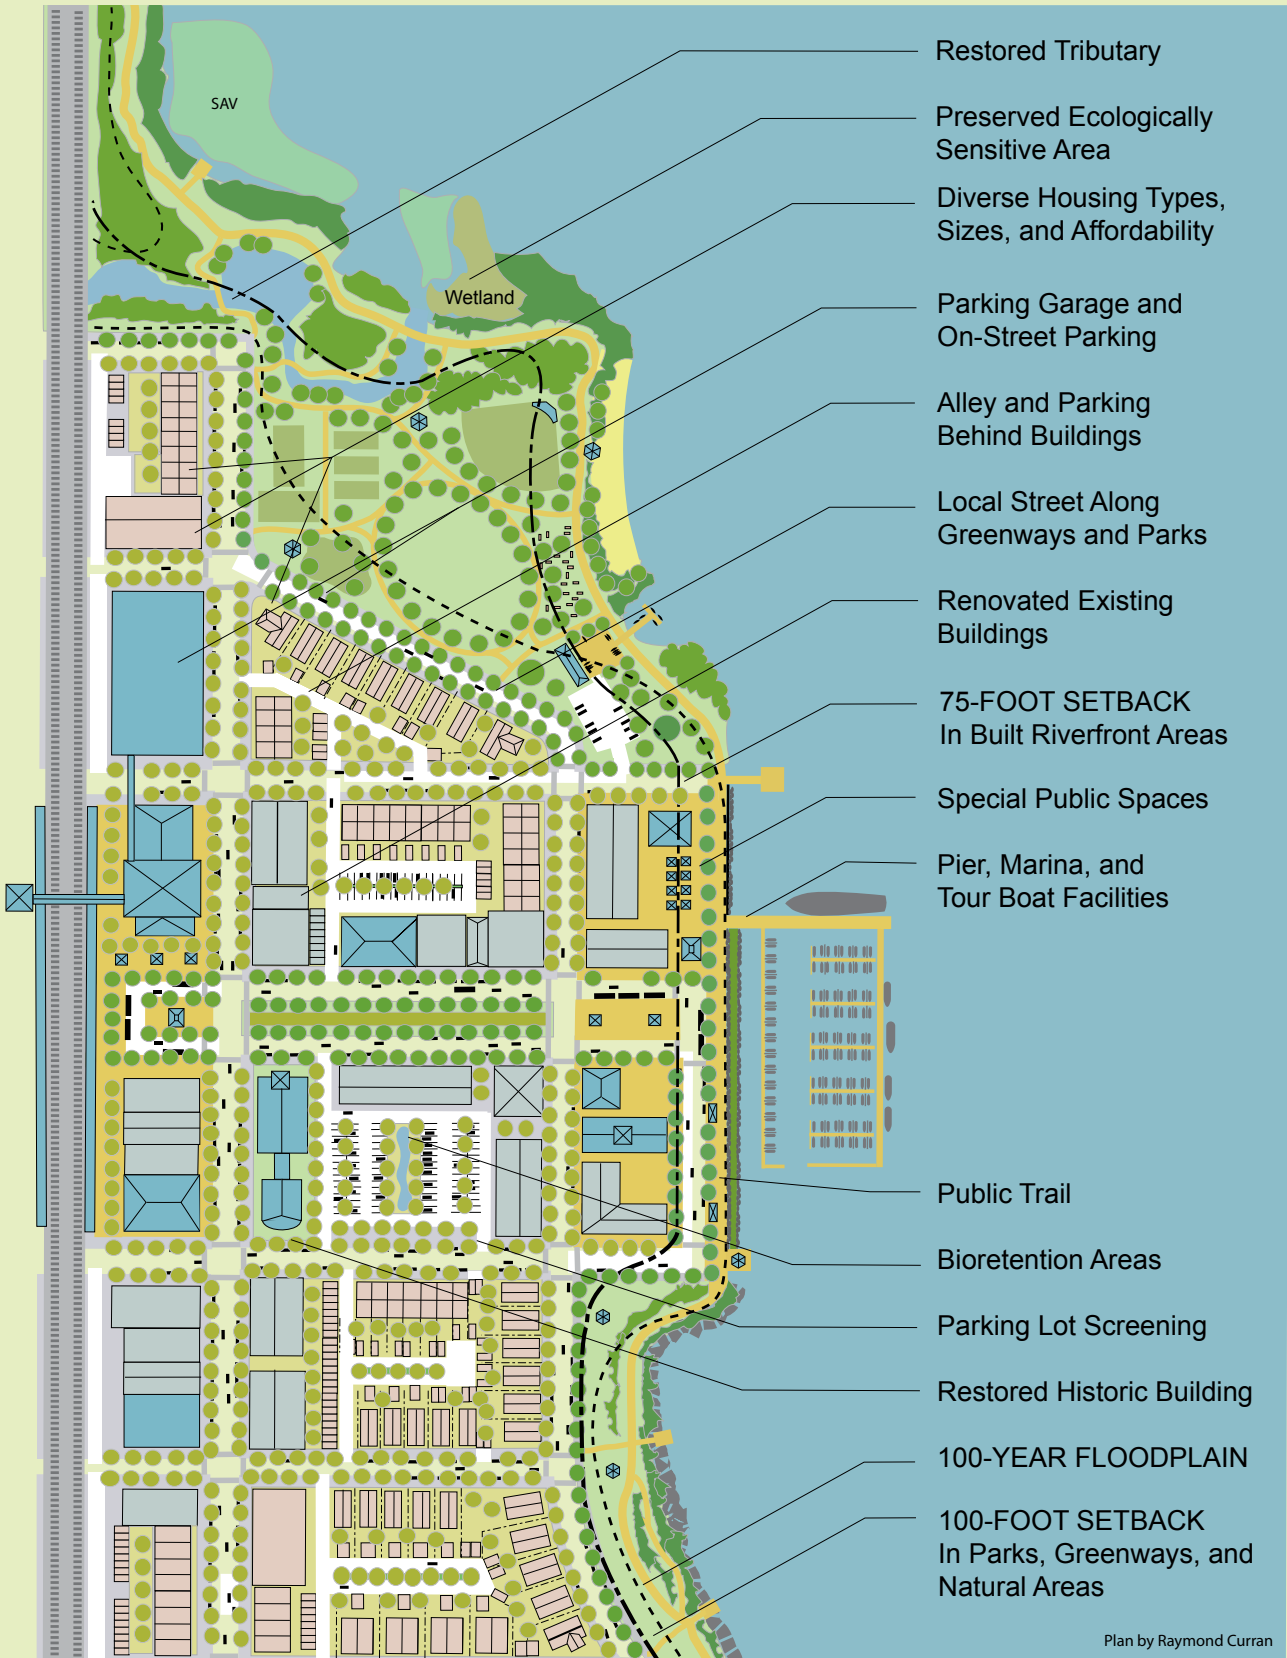 Restored Tributary
SAV
Preserved Ecologically
Sensitive Area
Diverse Housing Types,
Sizes, and Affordability
Wetland
Parking Garage and
On-Street Parking
Alley and Parking
Behind Buildings
Local Street Along
Greenways and Parks
Renovated Existing
Buildings
75-FOOT SETBACK
In Built Riverfront Areas
Special Public Spaces
Pier, Marina, and
Tour Boat Facilities
Public Trail
Bioretention Areas
Parking Lot Screening
Restored Historic Building
100-YEAR FLOODPLAIN
100-FOOT SETBACK
In Parks, Greenways, and
Natural Areas
Plan by Raymond Curran